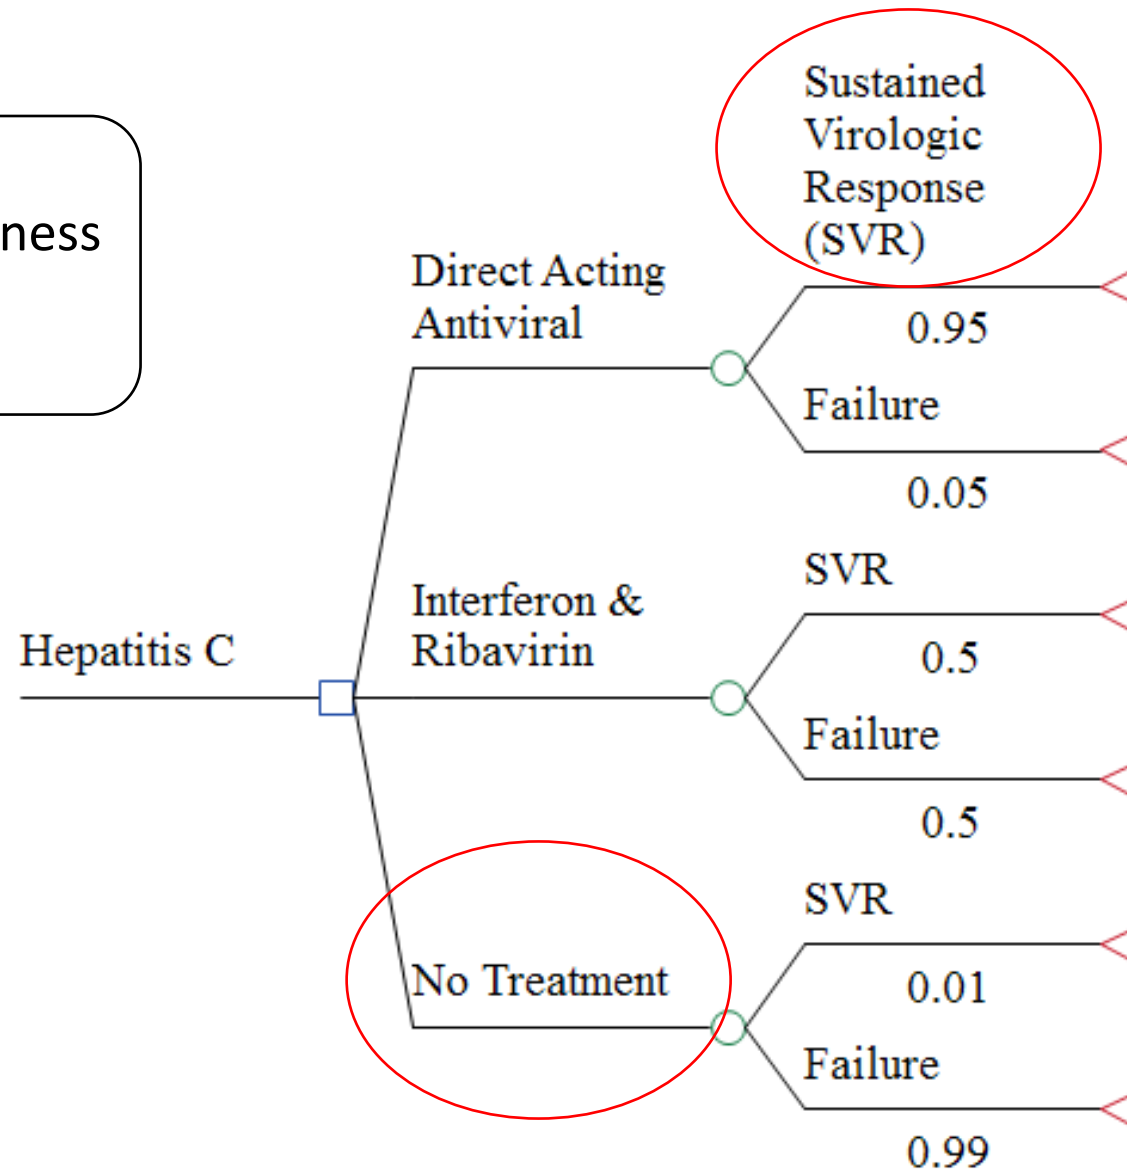 ness
Sustained
Virologic
Response
(SVR)
0.95
Direct Acting
Antiviral
Failure
0.05
SVR
0.5
Interferon &
Ribavirin
Failure
0.5
Hepatitis C
SVR
0.01
No Treatment
Failure
0.99